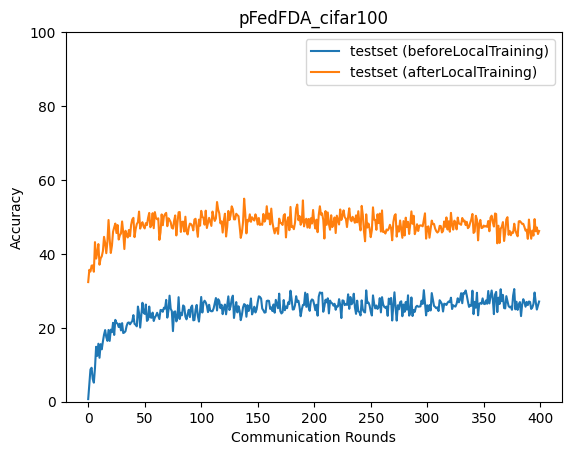 pFedFDA_cifar100
100
80
60
40
20
0
Accuracy
testset (beforeLocalTraining)
testset (afterLocalTraining)
0 50 100 150 200 250 300 350 400
Communication Rounds